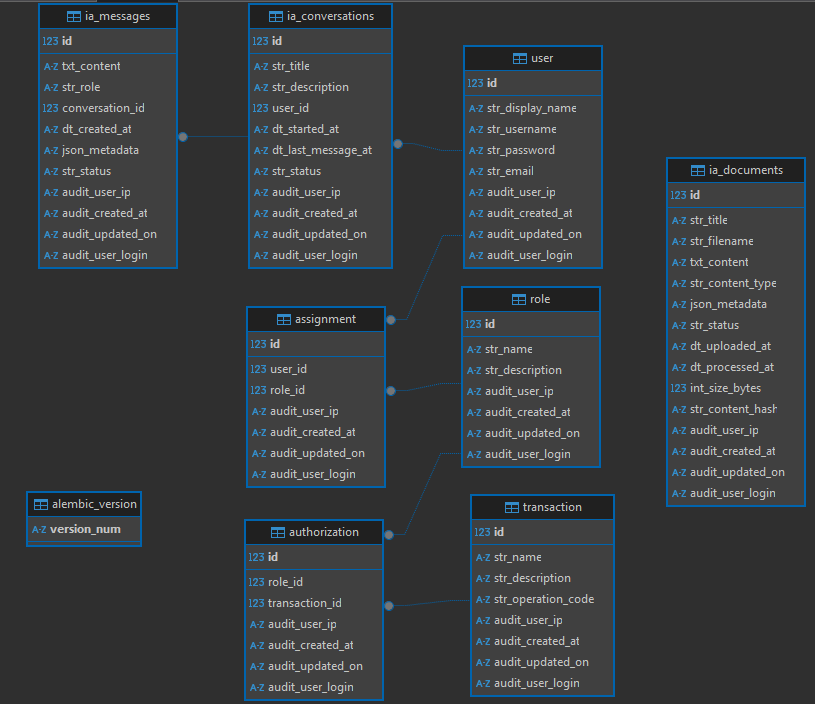 ia_messages
123 id
A-Z txt_content
A-Z str_role
123 conversation_id
A-Z dt_created_at
A-Z json_metadata
A-Z str_status
A-Z audit_user_ip
A-Z audit_created_at
A-Z audit_updated_on
A-Z audit_user_login
ia_conversations
123 id
A-Z str_title
A-Z str_description
123 user_id
A-Z dt_started_at
A-Z dt_last_message_at
A-Z str_status
A-Z audit_user_ip
A-Z audit_created_at
A-Z audit_updated_on
A-Z audit_user_login
user
123 id
A-Z str_display_name
A-Z str_username
A-Z str_password
A-Z str_email
A-Z audit_user_ip
A-Z audit_created_at
A-Z audit_updated_on
A-Z audit_user_login
ia_documents
123 id
A-Z str_title
A-Z str_filename
A-Z txt_content
A-Z str_content_type
A-Z json_metadata
A-Z str_status
A-Z dt_uploaded_at
A-Z dt_processed_at
123 int_size_bytes
A-Z str_content_hash
A-Z audit_user_ip
A-Z audit_created_at
A-Z audit_updated_on
A-Z audit_user_login
assignment
123 id
123 user_id
123 role_id
A-Z audit_user_ip
A-Z audit_created_at
A-Z audit_updated_on
A-Z audit_user_login
role
123 id
A-Z str_name
A-Z str_description
A-Z audit_user_ip
A-Z audit_created_at
A-Z audit_updated_on
A-Z audit_user_login
alembic_version
A-Z version_num
authorization
123 id
123 role_id
123 transaction_id
A-Z audit_user_ip
A-Z audit_created_at
A-Z audit_updated_on
A-Z audit_user_login
transaction
123 id
A-Z str_name
A-Z str_description
A-Z str_operation_code
A-Z audit_user_ip
A-Z audit_created_at
A-Z audit_updated_on
A-Z audit_user_login